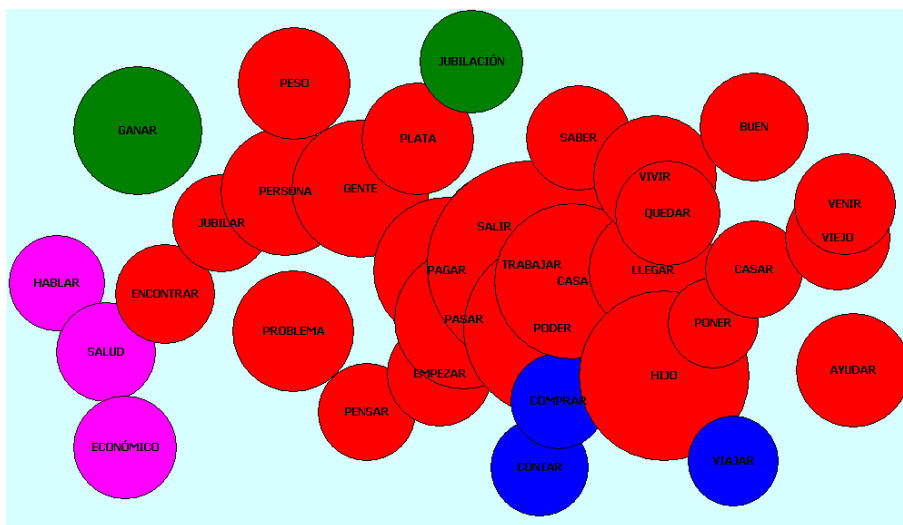 JUBILACIÓN
PESO
BUEN
GANAR
PLATA
SABER
VIVIR
PERSONA
GENTE
VENIR
QUEDAR
JUBILAR
SALIR
VIEJO
TRABAJAR
PAGAR
LLEGAR
CASAR
HABLAR
CASA
ENCONTRAR
PASAR
PONER
PODER
PROBLEMA
SALUD
AYUDAR
EMPEZAR
HIJO
COMPRAR
PENSAR
ECONÓMICO
VIAJAR
CONTAR